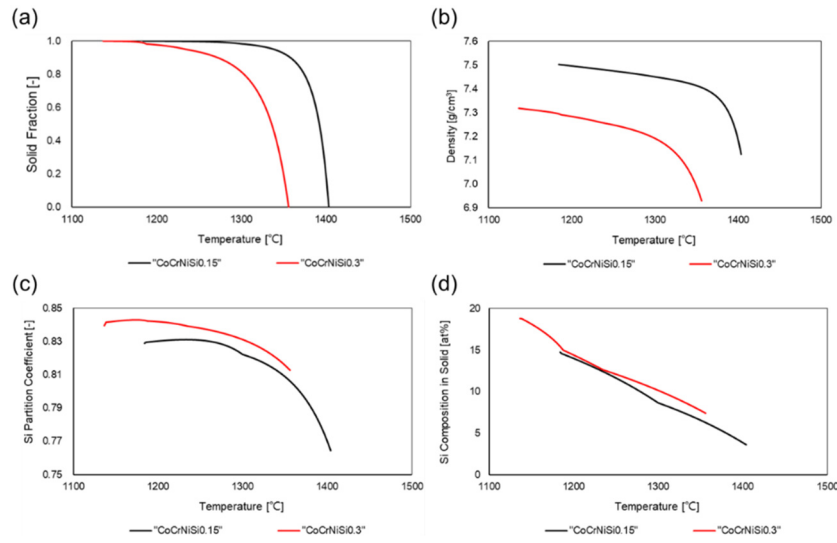 (a)
Solid Fraction [-]
1.0
0.8
0.6
0.4
0.2
0.0
1100 1200 1300 1400 1500
Temperature [°C]
"CoCrNiSi0.15" "CoCrNiSi0.3"
(b)
Density [g/cm³]
7.6
7.5
7.4
7.3
7.2
7.1
7.0
6.9
1100 1200 1300 1400 1500
Temperature [°C]
"CoCrNiSi0.15" "CoCrNiSi0.3"
(c)
Si Partition Coefficient [-]
0.85
0.83
0.81
0.79
0.77
0.75
1100 1200 1300 1400 1500
Temperature [°C]
"CoCrNiSi0.15" "CoCrNiSi0.3"
(d)
Si Composition in Solid [at%]
20
15
10
5
0
1100 1200 1300 1400 1500
Temperature [°C]
"CoCrNiSi0.15" "CoCrNiSi0.3"